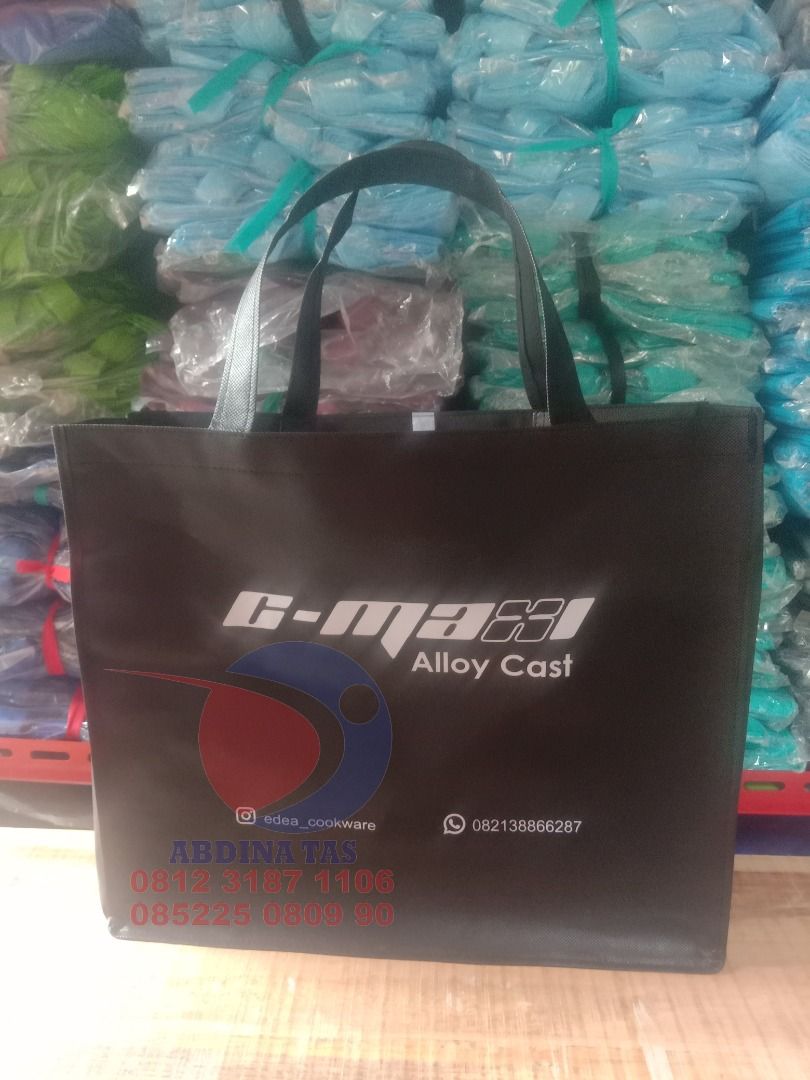 G-maxi
Alloy Cast
edea_cookware
082138866287
ABDINA TAS
0812 3187 1106
085225 0809 90